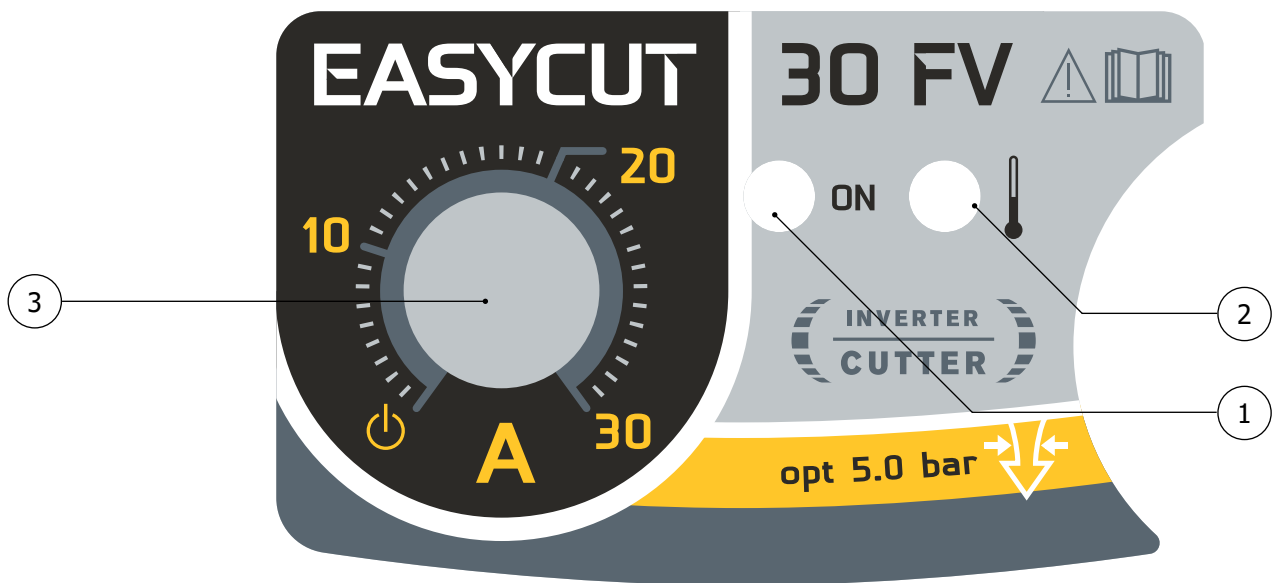 EASYCUT
30 FV
20
10
ON
3
2
INVERTER
CUTTER
1
30
A
opt 5.0 bar